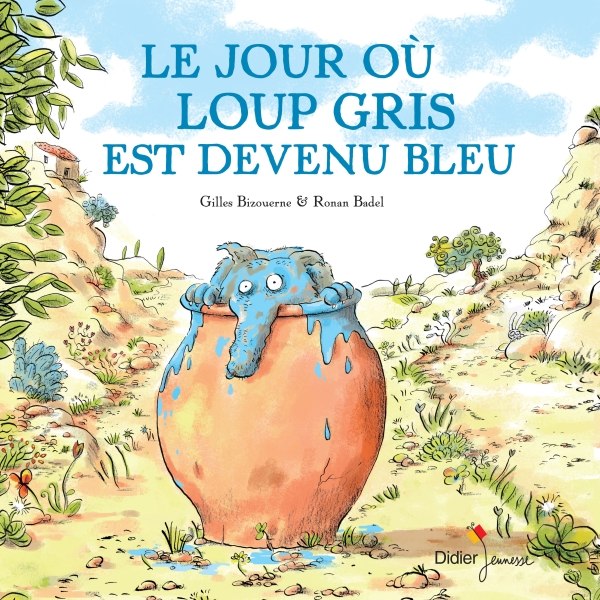 LE JOUR OÙ
LOUP GRIS
EST DEVENU BLEU
Gilles Bizouerne & Ronan Badel
Didier Jeunesse